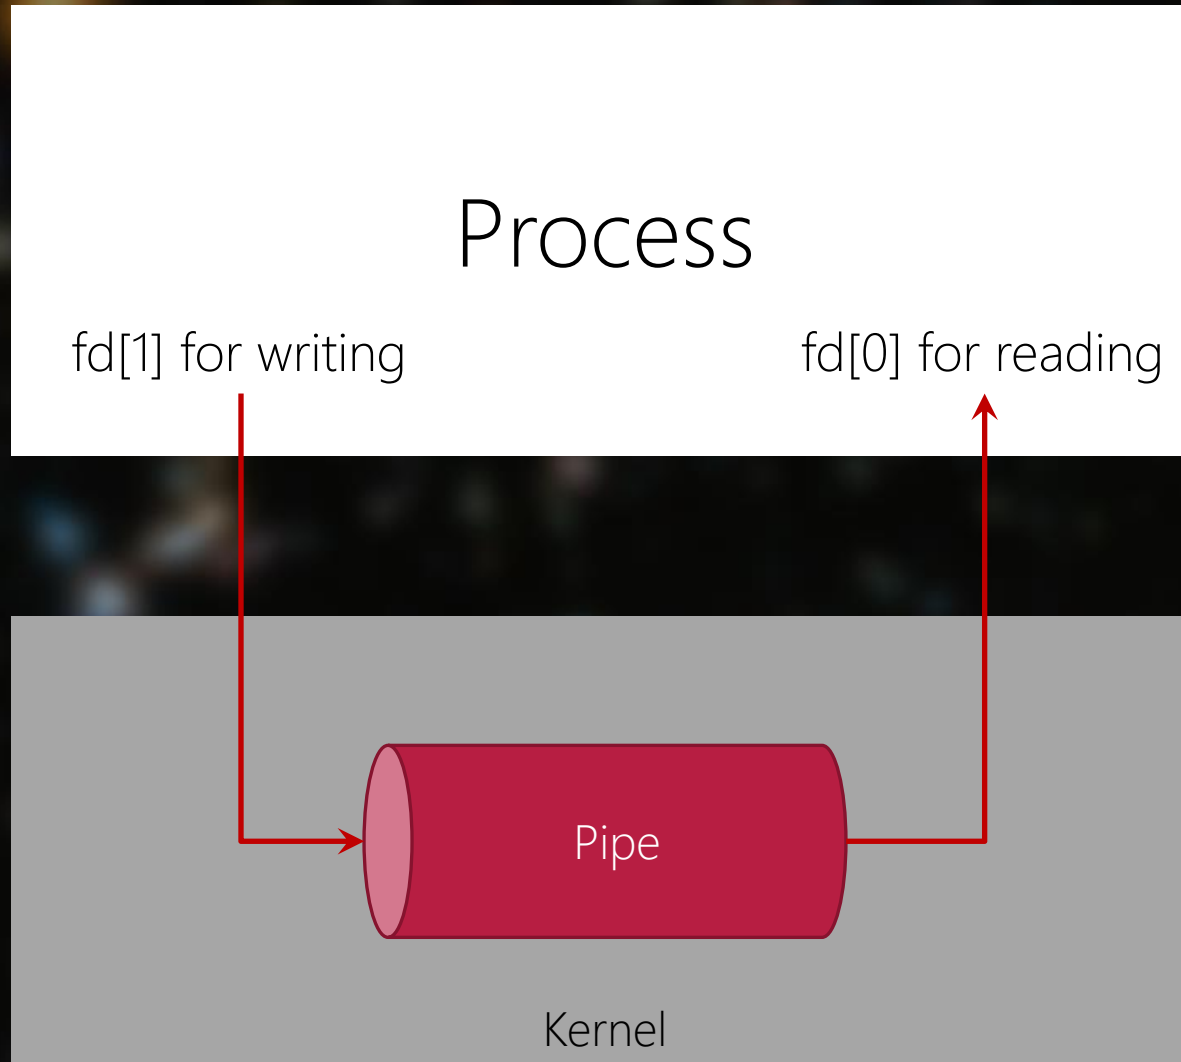 Process
fd[1] for writing
fd[0] for reading
Pipe
Kernel